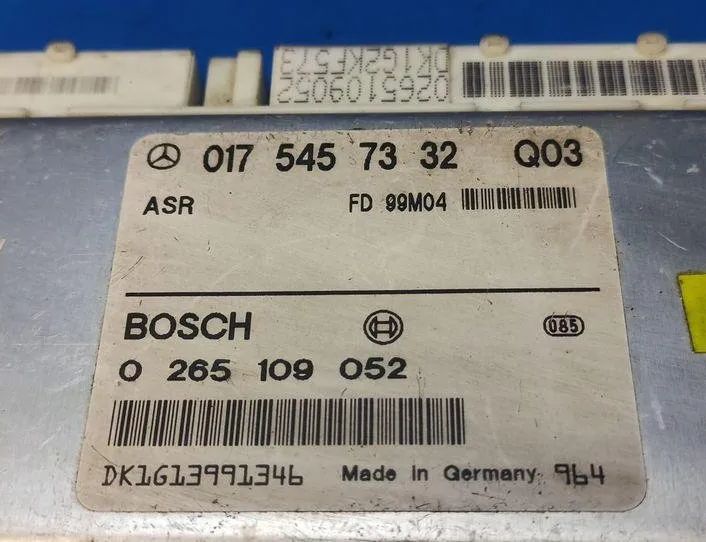 0265109052
DK1G2KF573
017 545 73 32 Q03
ASR FD 99M04
BOSCH 085
0 265 109 052
DK1G13991346 Made in Germany 964